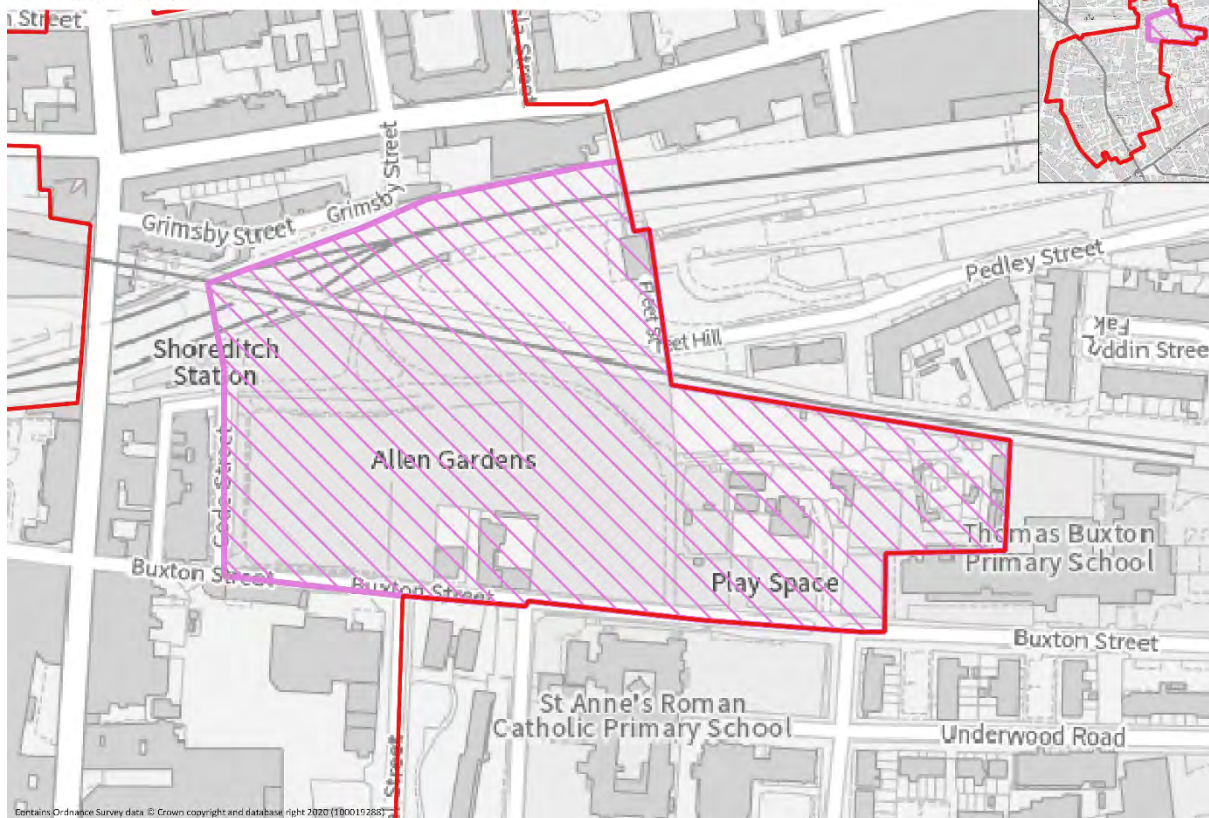 Street
Street
Grimsby Street
Grimsby Street
Pedley Street
Fleet St
eet Hill
Shoreditch
Station
Allen Gardens
Thomas Buxton
Primary School
Play Space
Buxton Street
Buxton Street
Buxton Street
St Anne's Roman
Catholic Primary School
Underwood Road
Street
Contains Ordnance Survey data © Crown copyright and database right 2020 (100019288)